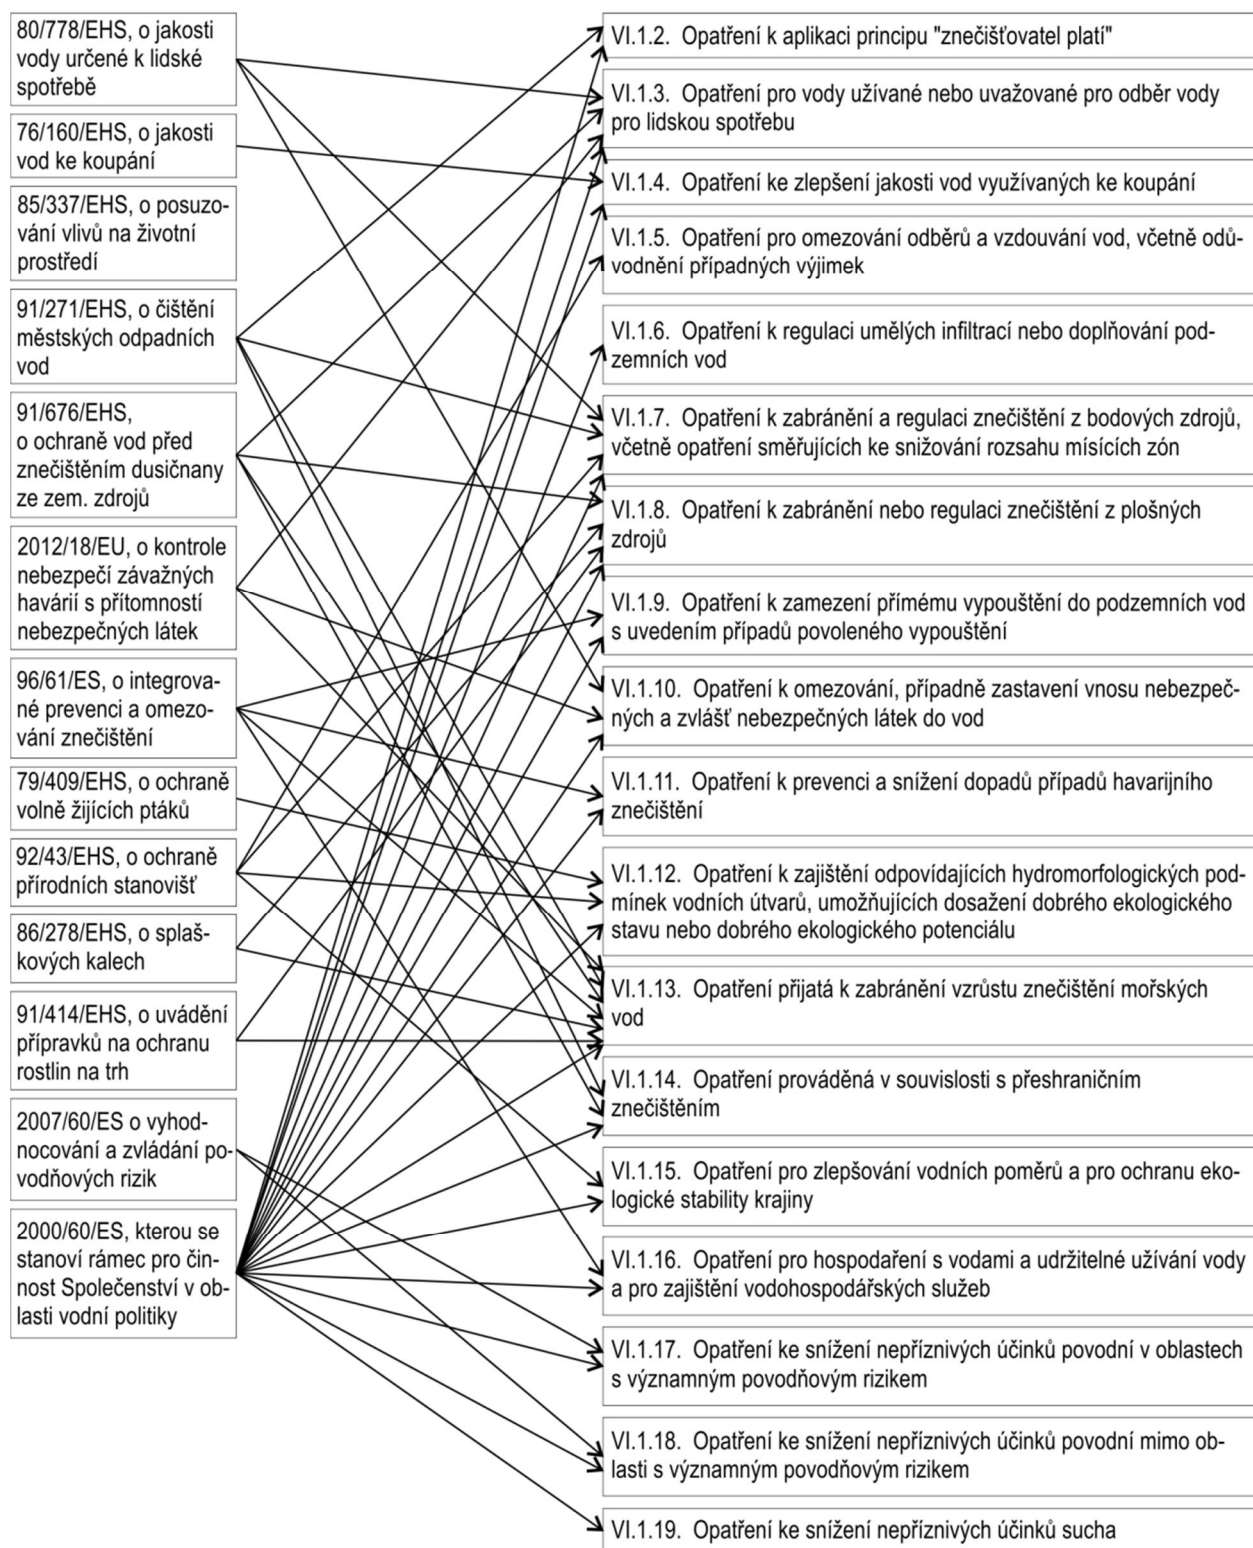 80/778/EHS, o jakosti
vody určené k lidské
spotřebě
76/160/EHS, o jakosti
vod ke koupání
85/337/EHS, o posuzo-
vání vlivů na životní
prostředí
91/271/EHS, o čištění
městských odpadních
vod
91/676/EHS,
o ochraně vod před
znečištěním dusičnany
ze zem. zdrojů
2012/18/EU, o kontrole
nebezpečí závažných
havárií s přítomností
nebezpečných látek
96/61/ES, o integrova-
né prevenci a omezo-
vání znečištění
79/409/EHS, o ochraně
volně žijících ptáků
92/43/EHS, o ochraně
přírodních stanovišť
86/278/EHS, o splaš-
kových kalech
91/414/EHS, o uvádění
přípravků na ochranu
rostlin na trh
2007/60/ES o vyhod-
nocování a zvládání po-
vodňových rizik
2000/60/ES, kterou se
stanoví rámec pro čin-
nost Společenství v ob-
lasti vodní politiky
VI.1.2. Opatření k aplikaci principu "znečišťovatel platí"
VI.1.3. Opatření pro vody užívané nebo uvažované pro odběr vody
pro lidskou spotřebu
VI.1.4. Opatření ke zlepšení jakosti vod využívaných ke koupání
VI.1.5. Opatření pro omezování odběrů a vzdouvání vod, včetně odů-
vodnění případných výjimek
VI.1.6. Opatření k regulaci umělých infiltrací nebo doplňování pod-
zemních vod
VI.1.7. Opatření k zabránění a regulaci znečištění z bodových zdrojů,
včetně opatření směřujících ke snižování rozsahu mísících zón
VI.1.8. Opatření k zabránění nebo regulaci znečištění z plošných
zdrojů
VI.1.9. Opatření k zamezení přímému vypouštění do podzemních vod
s uvedením případů povoleného vypouštění
VI.1.10. Opatření k omezování, případně zastavení vnosu nebezpeč-
ných a zvlášť nebezpečných látek do vod
VI.1.11. Opatření k prevenci a snížení dopadů případů havarijního
znečištění
VI.1.12. Opatření k zajištění odpovídajících hydromorfologických pod-
mínek vodních útvarů, umožňujících dosažení dobrého ekologického
stavu nebo dobrého ekologického potenciálu
VI.1.13. Opatření přijatá k zabránění vzrůstu znečištění mořských
vod
VI.1.14. Opatření prováděná v souvislosti s přeshraničním
znečištěním
VI.1.15. Opatření pro zlepšování vodních poměrů a pro ochranu eko-
logické stability krajiny
VI.1.16. Opatření pro hospodaření s vodami a udržitelné užívání vody
a pro zajištění vodohospodářských služeb
VI.1.17. Opatření ke snížení nepříznivých účinků povodní v oblastech
s významným povodňovým rizikem
VI.1.18. Opatření ke snížení nepříznivých účinků povodní mimo ob-
lasti s významným povodňovým rizikem
VI.1.19. Opatření ke snížení nepříznivých účinků sucha